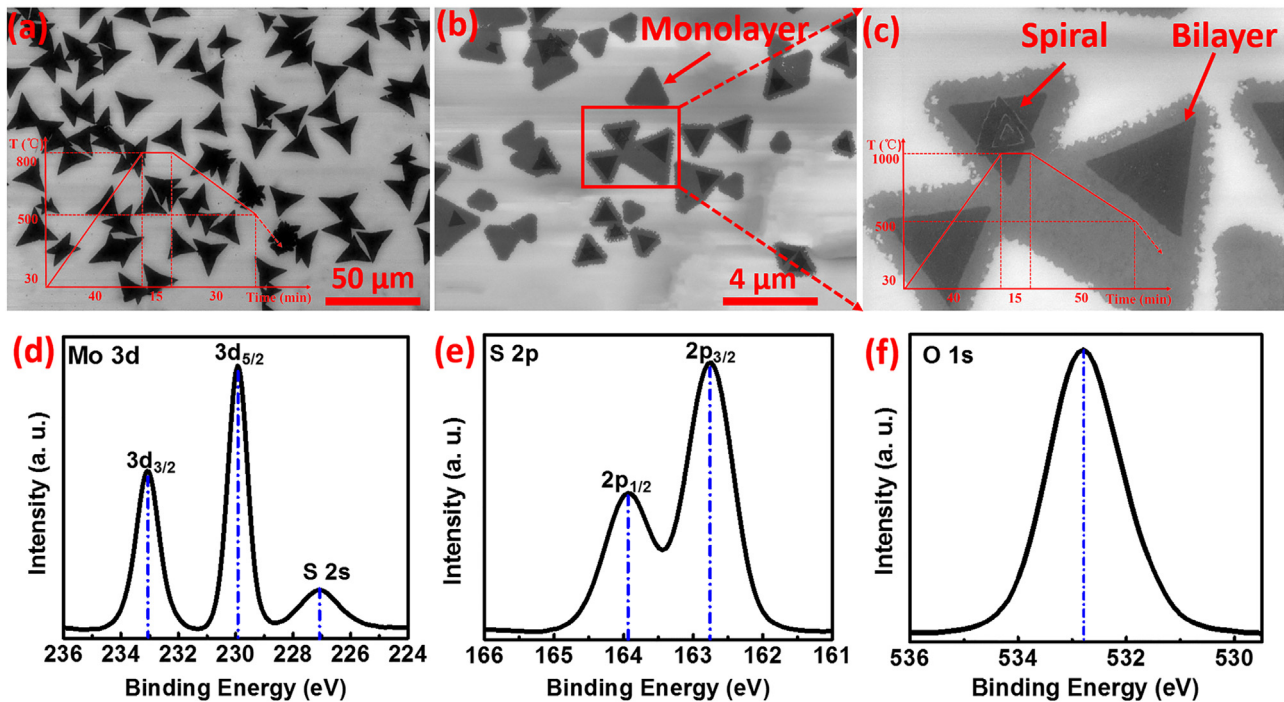 (a)
T (℃)
800
500
30
40 15 30 Time (min)
50 μm
(b)
Monolayer
4 μm
(c)
Spiral Bilayer
T (℃)
1000
500
30
40 15 50 Time (min)
(d) Mo 3d
3d5/2
3d3/2
S 2s
Intensity (a. u.)
236 234 232 230 228 226 224
Binding Energy (eV)
(e) S 2p
2p3/2
2p1/2
Intensity (a. u.)
166 165 164 163 162 161
Binding Energy (eV)
(f) O 1s
Intensity (a. u.)
536 534 532 530
Binding Energy (eV)